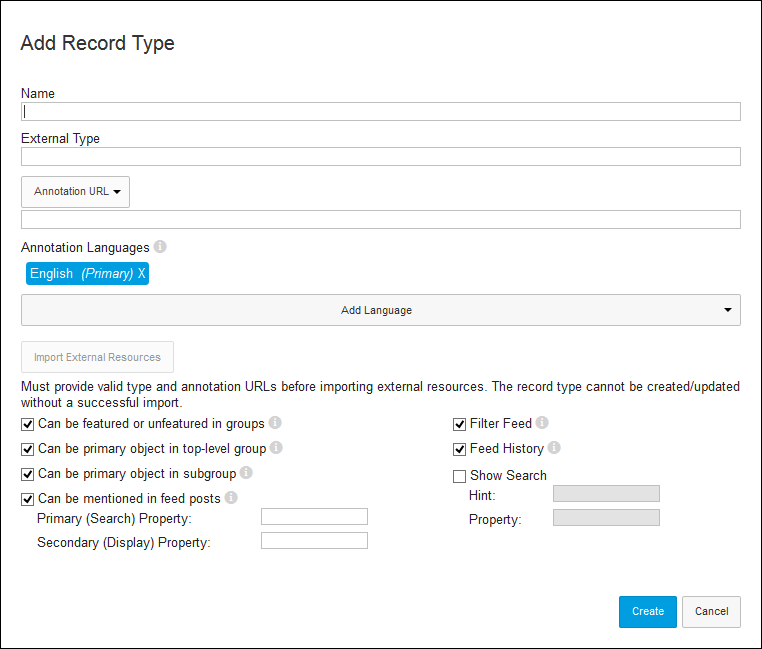 Add Record Type
Name
External Type
Annotation URL
Annotation Languages
English (Primary) X
Add Language
Import External Resources
Must provide valid type and annotation URLs before importing external resources. The record type cannot be created/updated
without a successful import.
Can be featured or unfeatured in groups
Can be primary object in top-level group
Can be primary object in subgroup
Can be mentioned in feed posts
Primary (Search) Property:
Secondary (Display) Property:
Filter Feed
Feed History
Show Search
Hint:
Property:
Create
Cancel